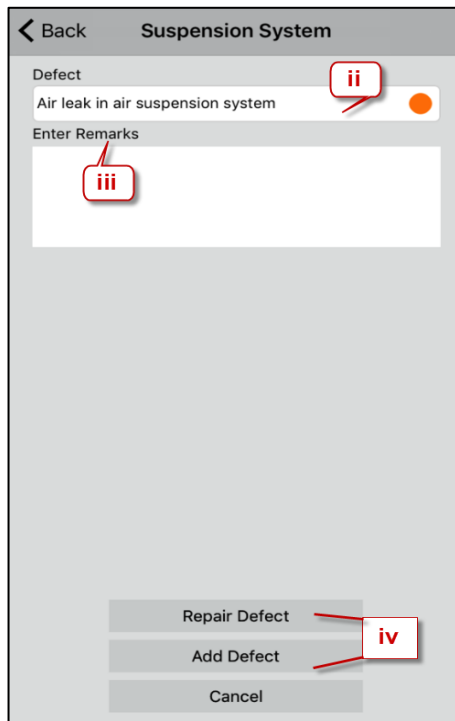 Back Suspension System
Defect
ii
Air leak in air suspension system
Enter Remarks
iii
Repair Defect
iv
Add Defect
Cancel